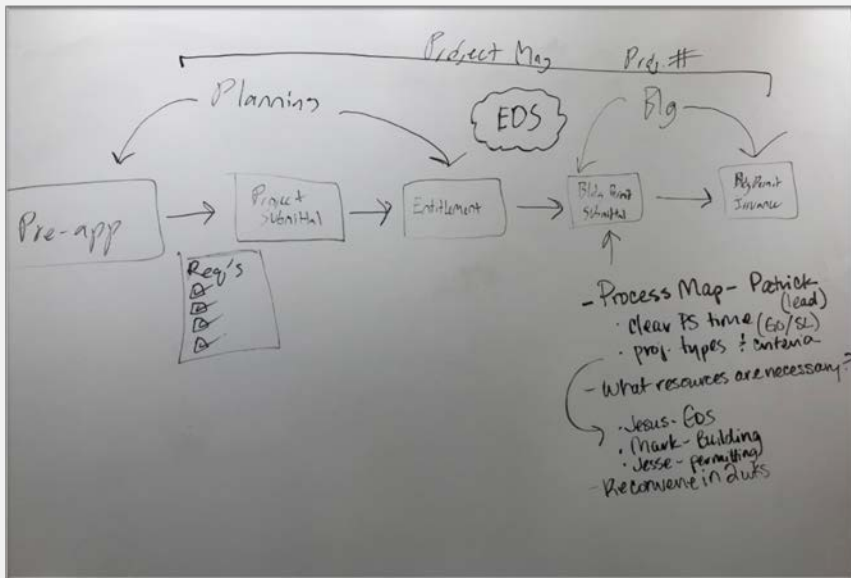 Project Mag Proj. #
Planning
EDS
Blg
Pre-app
Project
Submittal
Entitlement
Bldg Permit
Submittal
Bldg Permit
Issuance
Req's
- Process Map - Patrick
(lead)
· clear PS time (GO/SL)
· proj. types & criteria
- What resources are necessary?
· Jesus - EDS
· Mark - Building
· Jesse - permitting
- Reconvene in 2wks